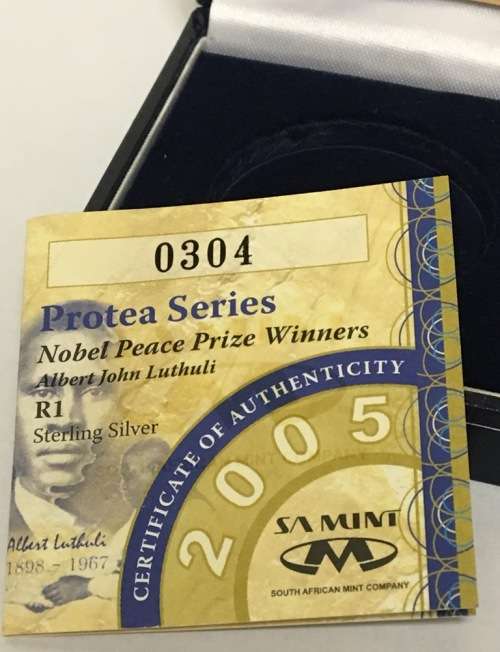 0304
Protea Series
Nobel Peace Prize Winners
Albert John Luthuli
R1
Sterling Silver
CERTIFICATE OF AUTHENTICITY
2005
Albert Luthuli
1898 - 1967
SA MINT
SOUTH AFRICAN MINT COMPANY